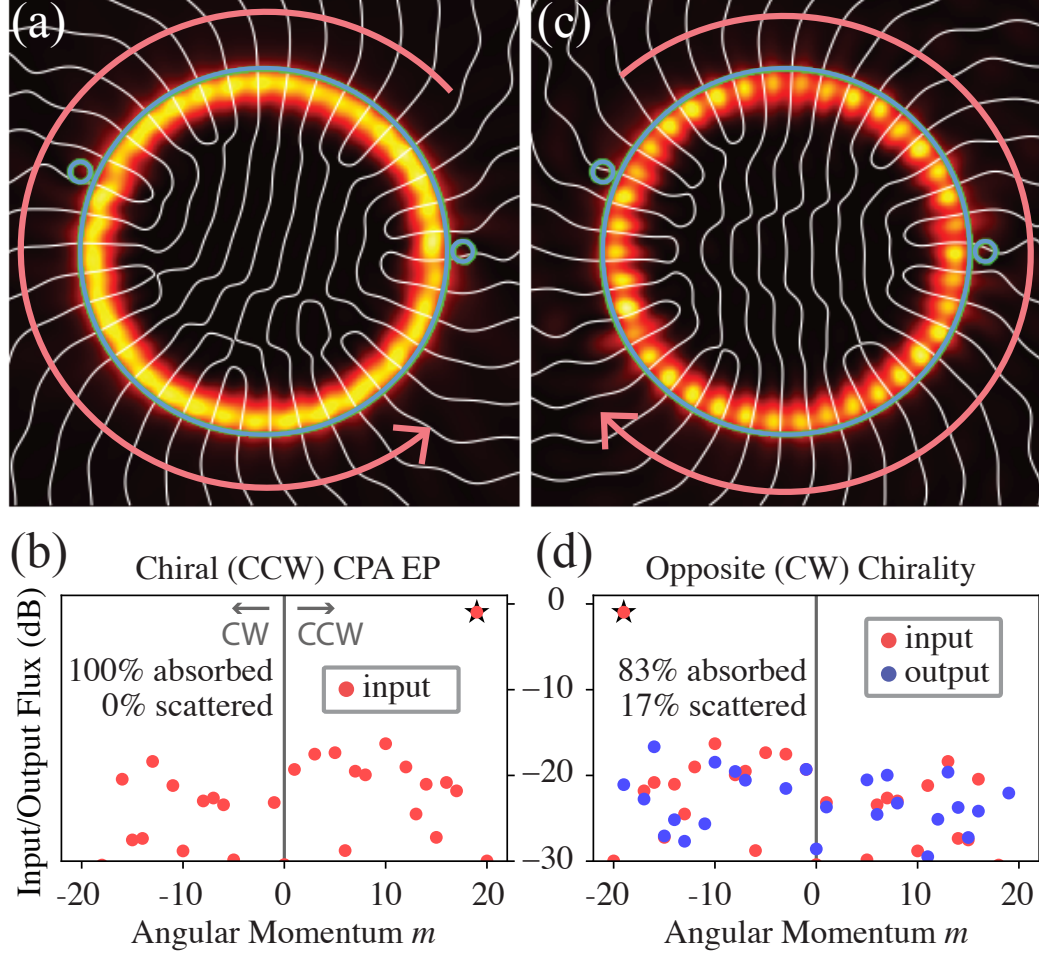 (a)
(c)
(b)
Chiral (CCW) CPA EP
Input/Output Flux (dB)
CW
CCW
100% absorbed
0% scattered
input
-20
-10
0
10
20
Angular Momentum m
(d)
Opposite (CW) Chirality
0
−10
−20
−30
input
output
83% absorbed
17% scattered
-20
-10
0
10
20
Angular Momentum m